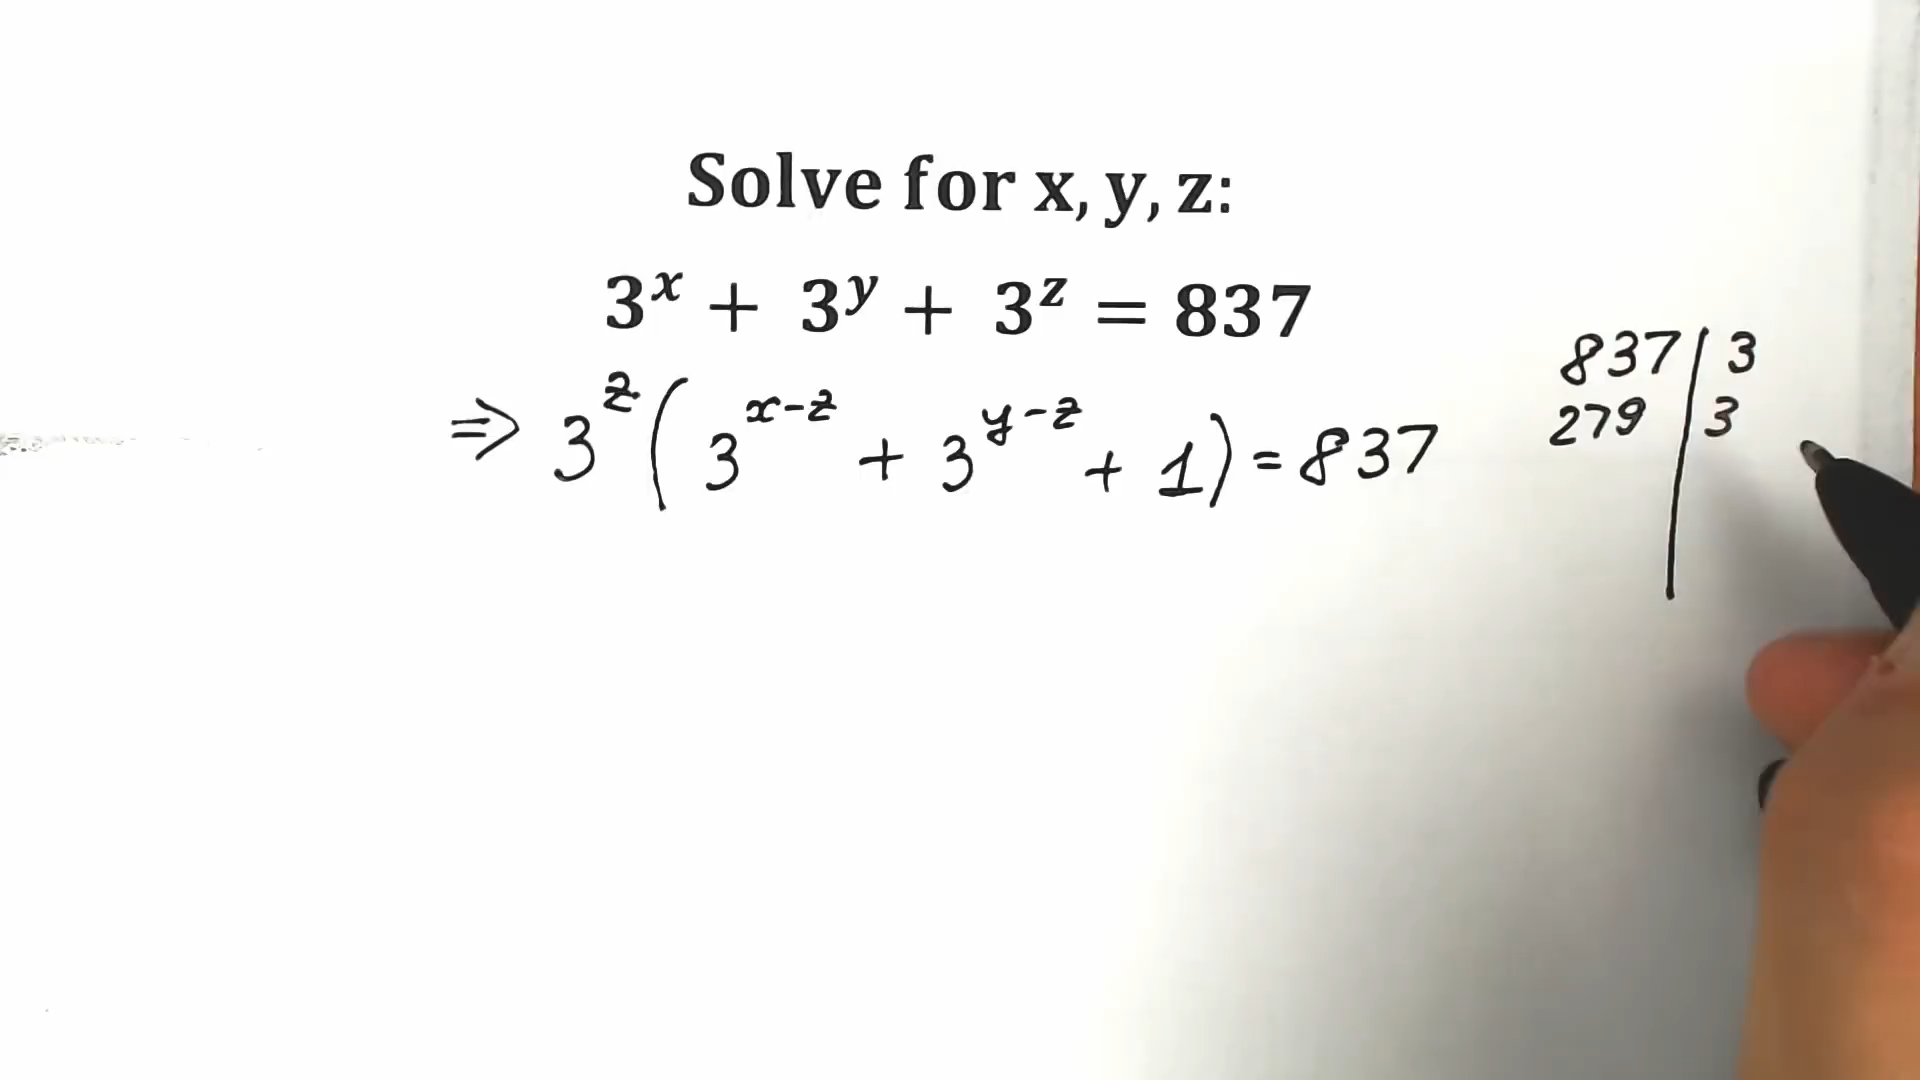 Solve for x, y, z:
3^x + 3^y + 3^z = 837
⇒ 3^z (3^{x-z} + 3^{y-z} + 1) = 837
837 | 3
279 | 3